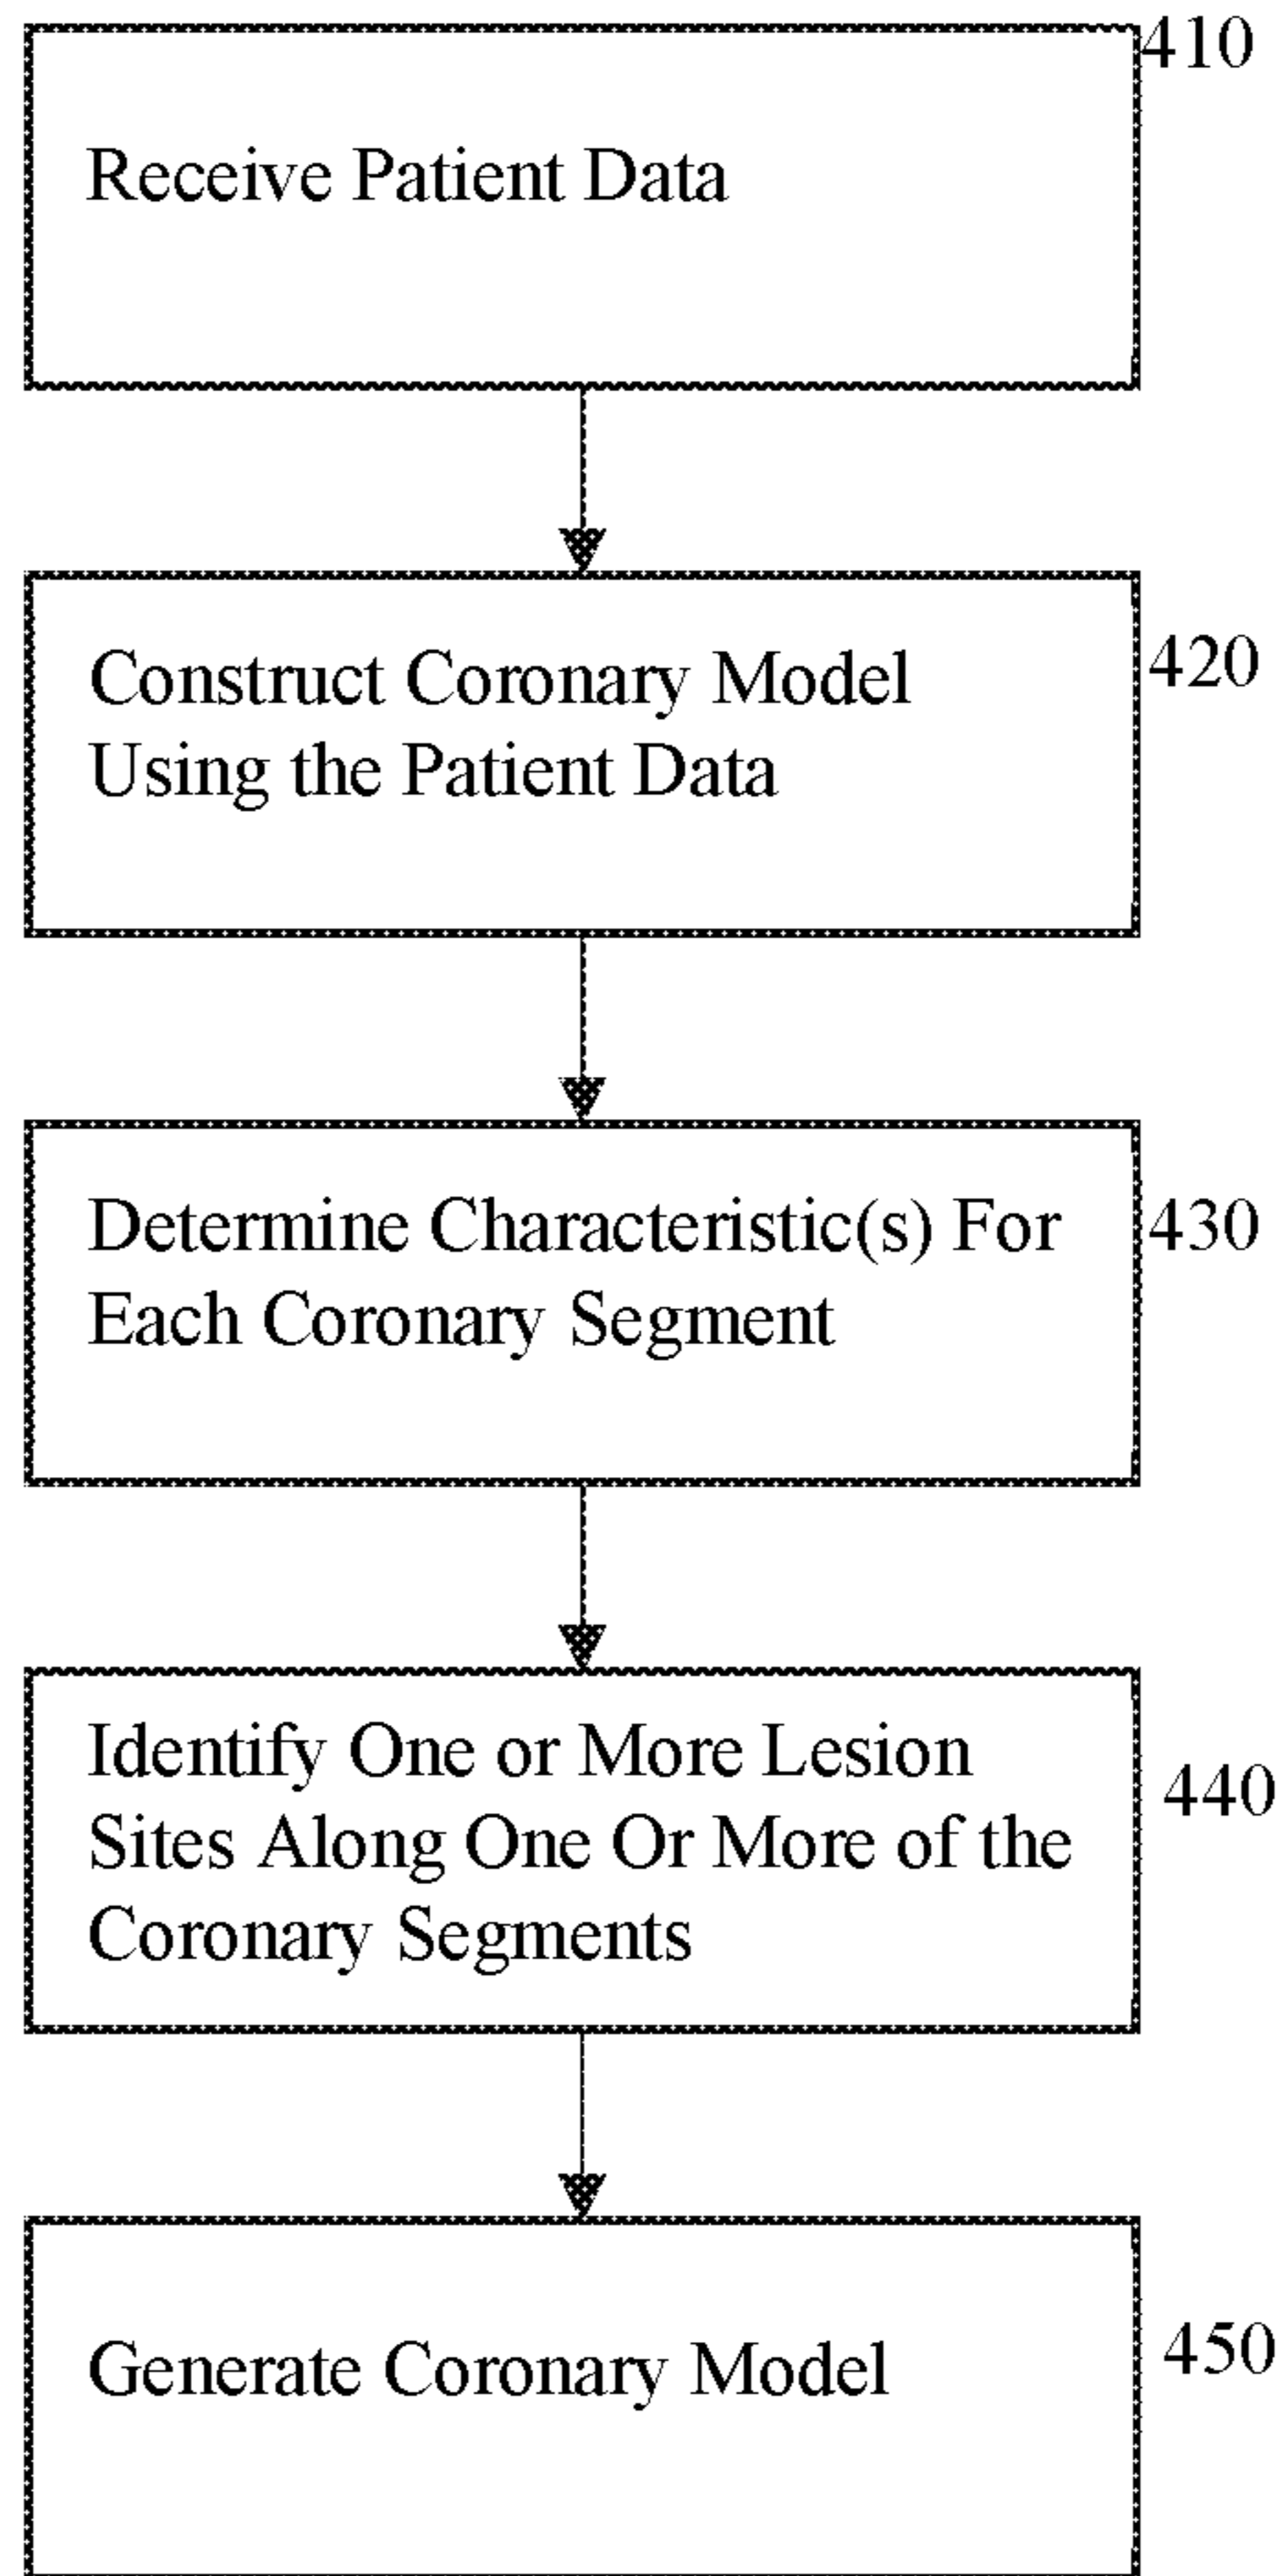 410
Receive Patient Data
420
Construct Coronary Model
Using the Patient Data
430
Determine Characteristic(s) For
Each Coronary Segment
440
Identify One or More Lesion
Sites Along One Or More of the
Coronary Segments
450
Generate Coronary Model